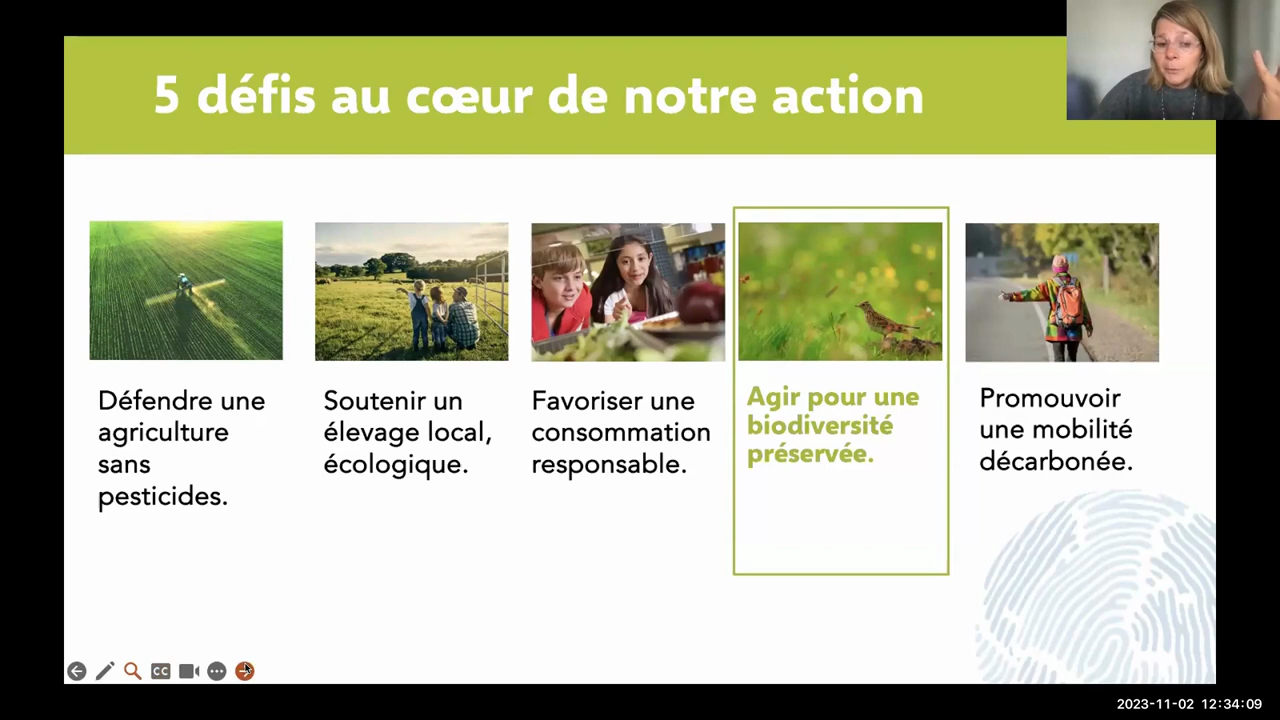 5 défis au cœur de notre action
Défendre une
agriculture
sans
pesticides.
Soutenir un
élevage local,
écologique.
Favoriser une
consommation
responsable.
Agir pour une
biodiversité
préservée.
Promouvoir
une mobilité
décarbonée.
CC
2023-11-02 12:34:09